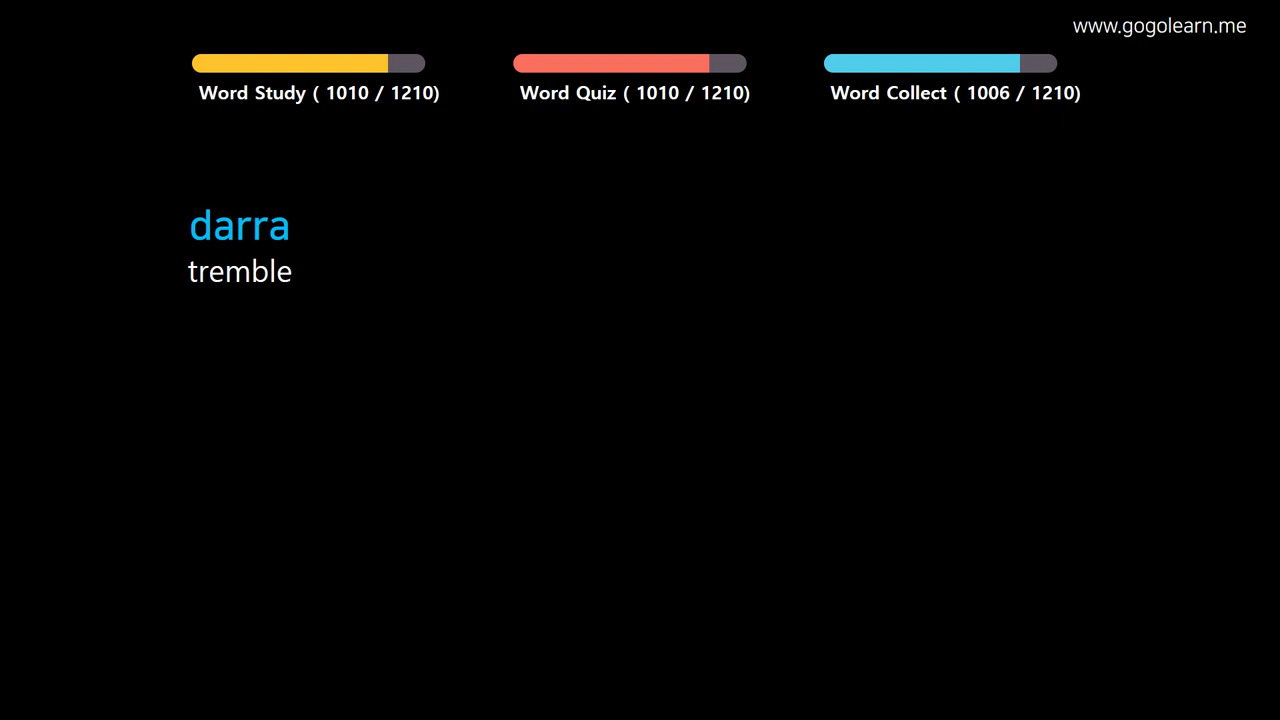 www.gogolearn.me
Word Study ( 1010 / 1210)
Word Quiz ( 1010 / 1210)
Word Collect ( 1006 / 1210)
darra
tremble